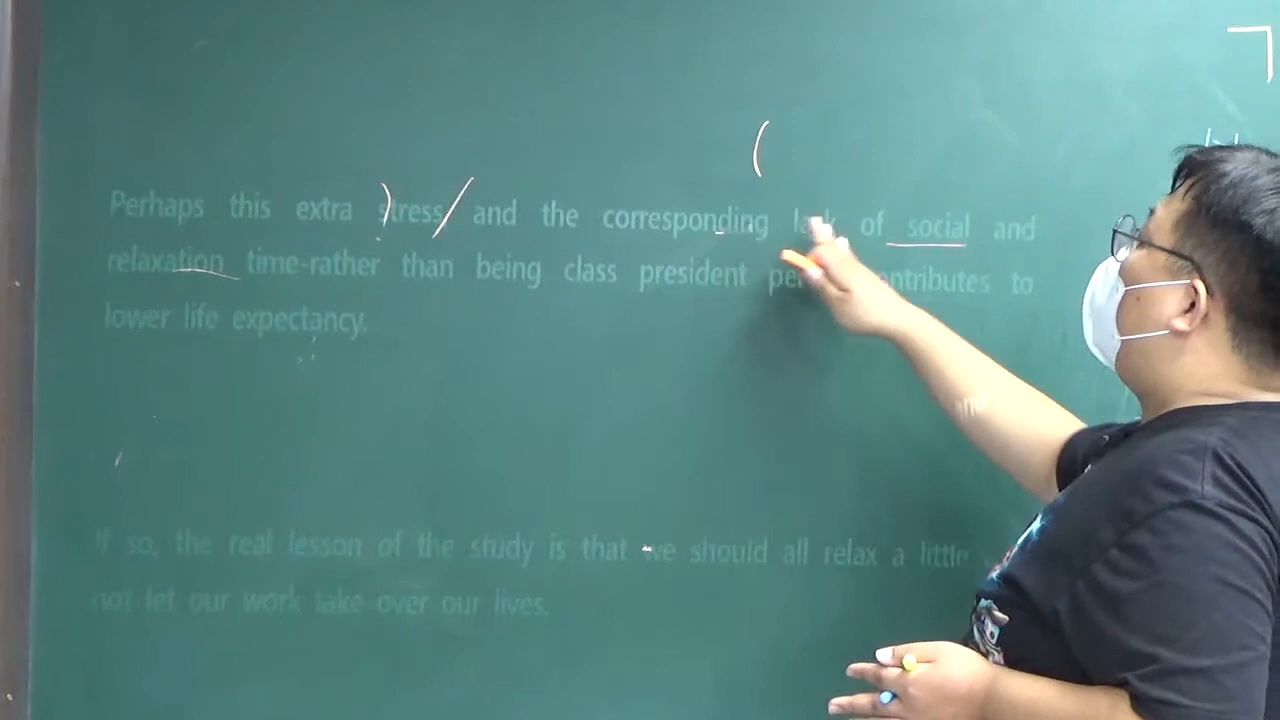 Perhaps this extra stress and the corresponding lack of social and
relaxation time-rather than being class president contributes to
lower life expectancy.
If so, the real lesson of the study is that we should all relax a little
not let our work take over our lives.